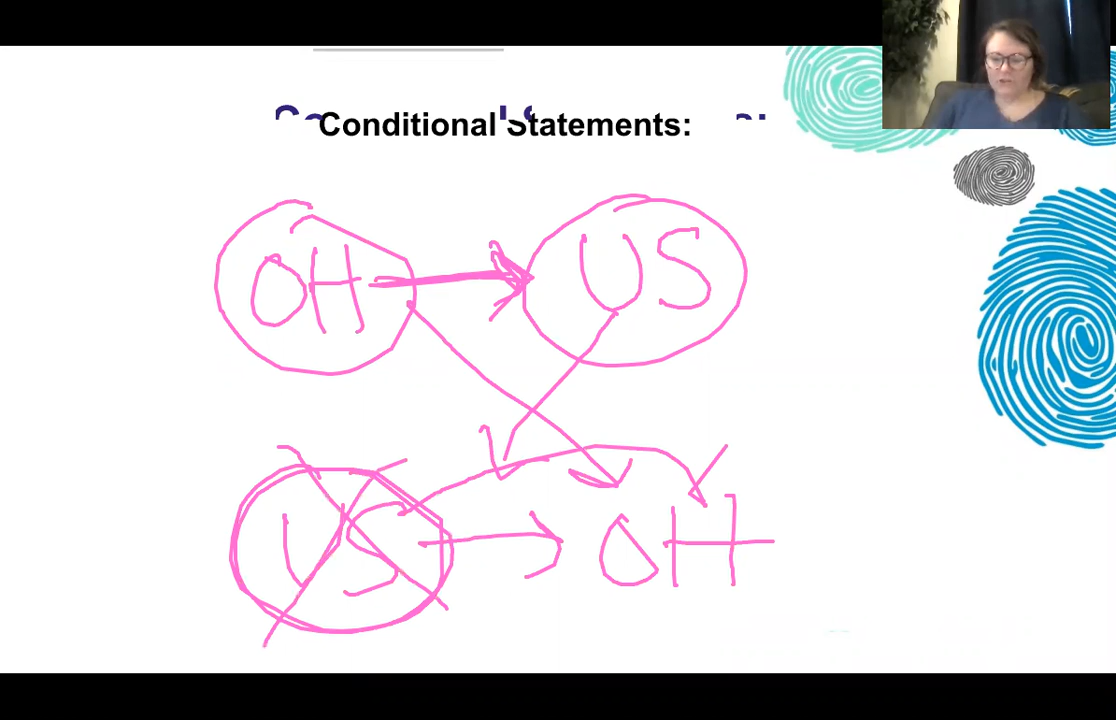 Conditional Statements:
OH → US
US → OH